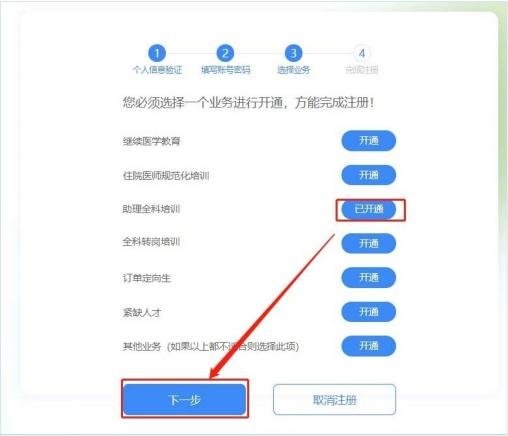 1 2 3 4
个人信息验证 填写账号密码 选择业务 完成注册
您必须选择一个业务进行开通，方能完成注册！
继续医学教育 开通
住院医师规范化培训 开通
助理全科培训 已开通
全科转岗培训 开通
订单定向生 开通
紧缺人才 开通
其他业务（如果以上都不适合则选择此项） 开通
下一步 取消注册